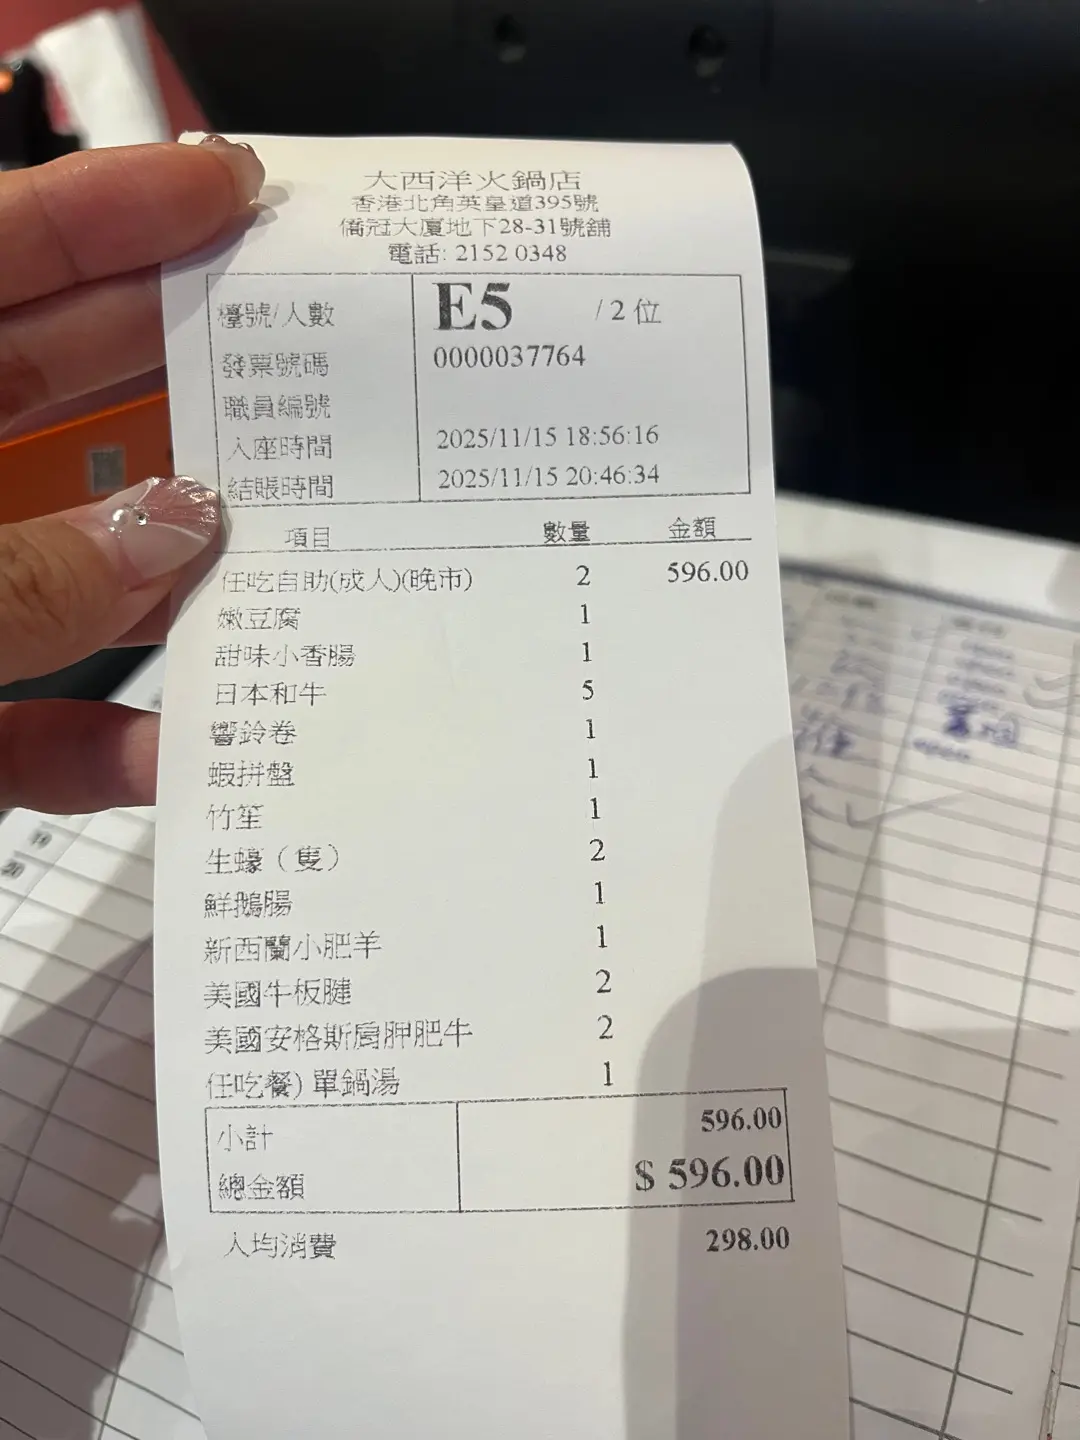 大西洋火鍋店
香港北角英皇道395號
僑冠大廈地下28-31號舖
電話: 2152 0348
檯號/人數 E5 / 2 位
發票號碼 0000037764
職員編號
入座時間 2025/11/15 18:56:16
結賬時間 2025/11/15 20:46:34
項目 數量 金額
任吃自助(成人)(晚市) 2 596.00
嫩豆腐 1
甜味小香腸 1
日本和牛 5
響鈴卷 1
蝦拼盤 1
竹笙 1
生蠔（隻） 2
鮮鵝腸 1
新西蘭小肥羊 1
美國牛板腱 2
美國安格斯肩胛肥牛 2
任吃餐) 單鍋湯 1
小計 596.00
總金額 $ 596.00
人均消費 298.00
19
20